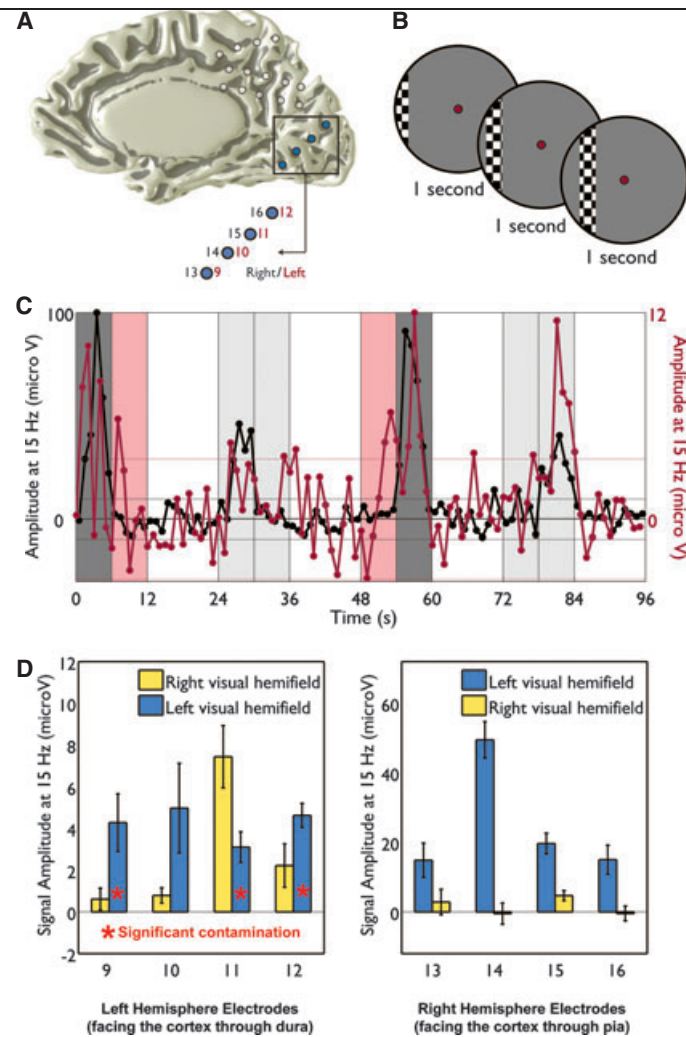 A
B
16 12
15 11
14 10
13 9
Right/Left
1 second
1 second
1 second
C
100
0
Amplitude at 15 Hz (micro V)
12
0
Amplitude at 15 Hz (micro V)
0 12 24 36 48 60 72 84 96
Time (s)
D
12
10
8
6
4
2
0
-2
Signal Amplitude at 15 Hz (microV)
Right visual hemifield
Left visual hemifield
* Significant contamination
9 10 11 12
Left Hemisphere Electrodes
(facing the cortex through dura)
60
40
20
0
Signal Amplitude at 15 Hz (microV)
Left visual hemifield
Right visual hemifield
13 14 15 16
Right Hemisphere Electrodes
(facing the cortex through pia)